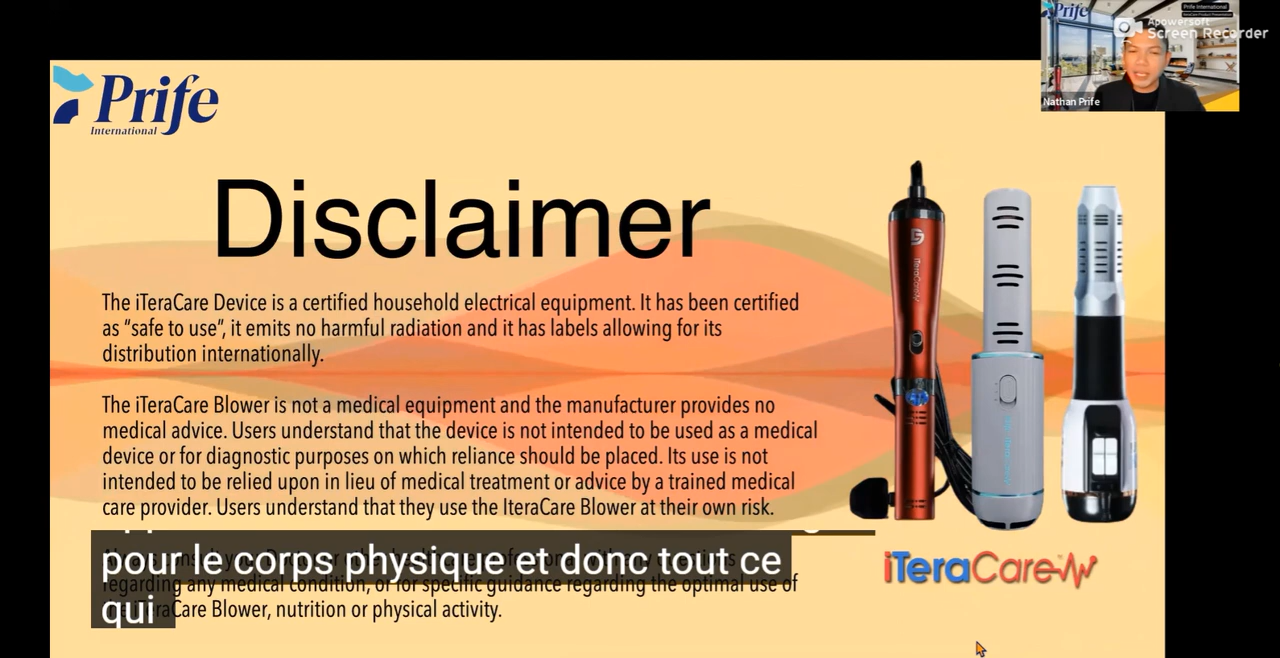 Prife
International
Prife
Prife International
Apowersoft
Screen Recorder
Nathan Prife
Disclaimer
The iTeraCare Device is a certified household electrical equipment. It has been certified
as “safe to use”, it emits no harmful radiation and it has labels allowing for its
distribution internationally.
The iTeraCare Blower is not a medical equipment and the manufacturer provides no
medical advice. Users understand that the device is not intended to be used as a medical
device or for diagnostic purposes on which reliance should be placed. Its use is not
intended to be relied upon in lieu of medical treatment or advice by a trained medical
care provider. Users understand that they use the IteraCare Blower at their own risk.
pour le corps physique et donc tout ce
qui
regarding any medical condition, or for specific guidance regarding the optimal use of
Blower, nutrition or physical activity.
iTeraCare
iTeraCare